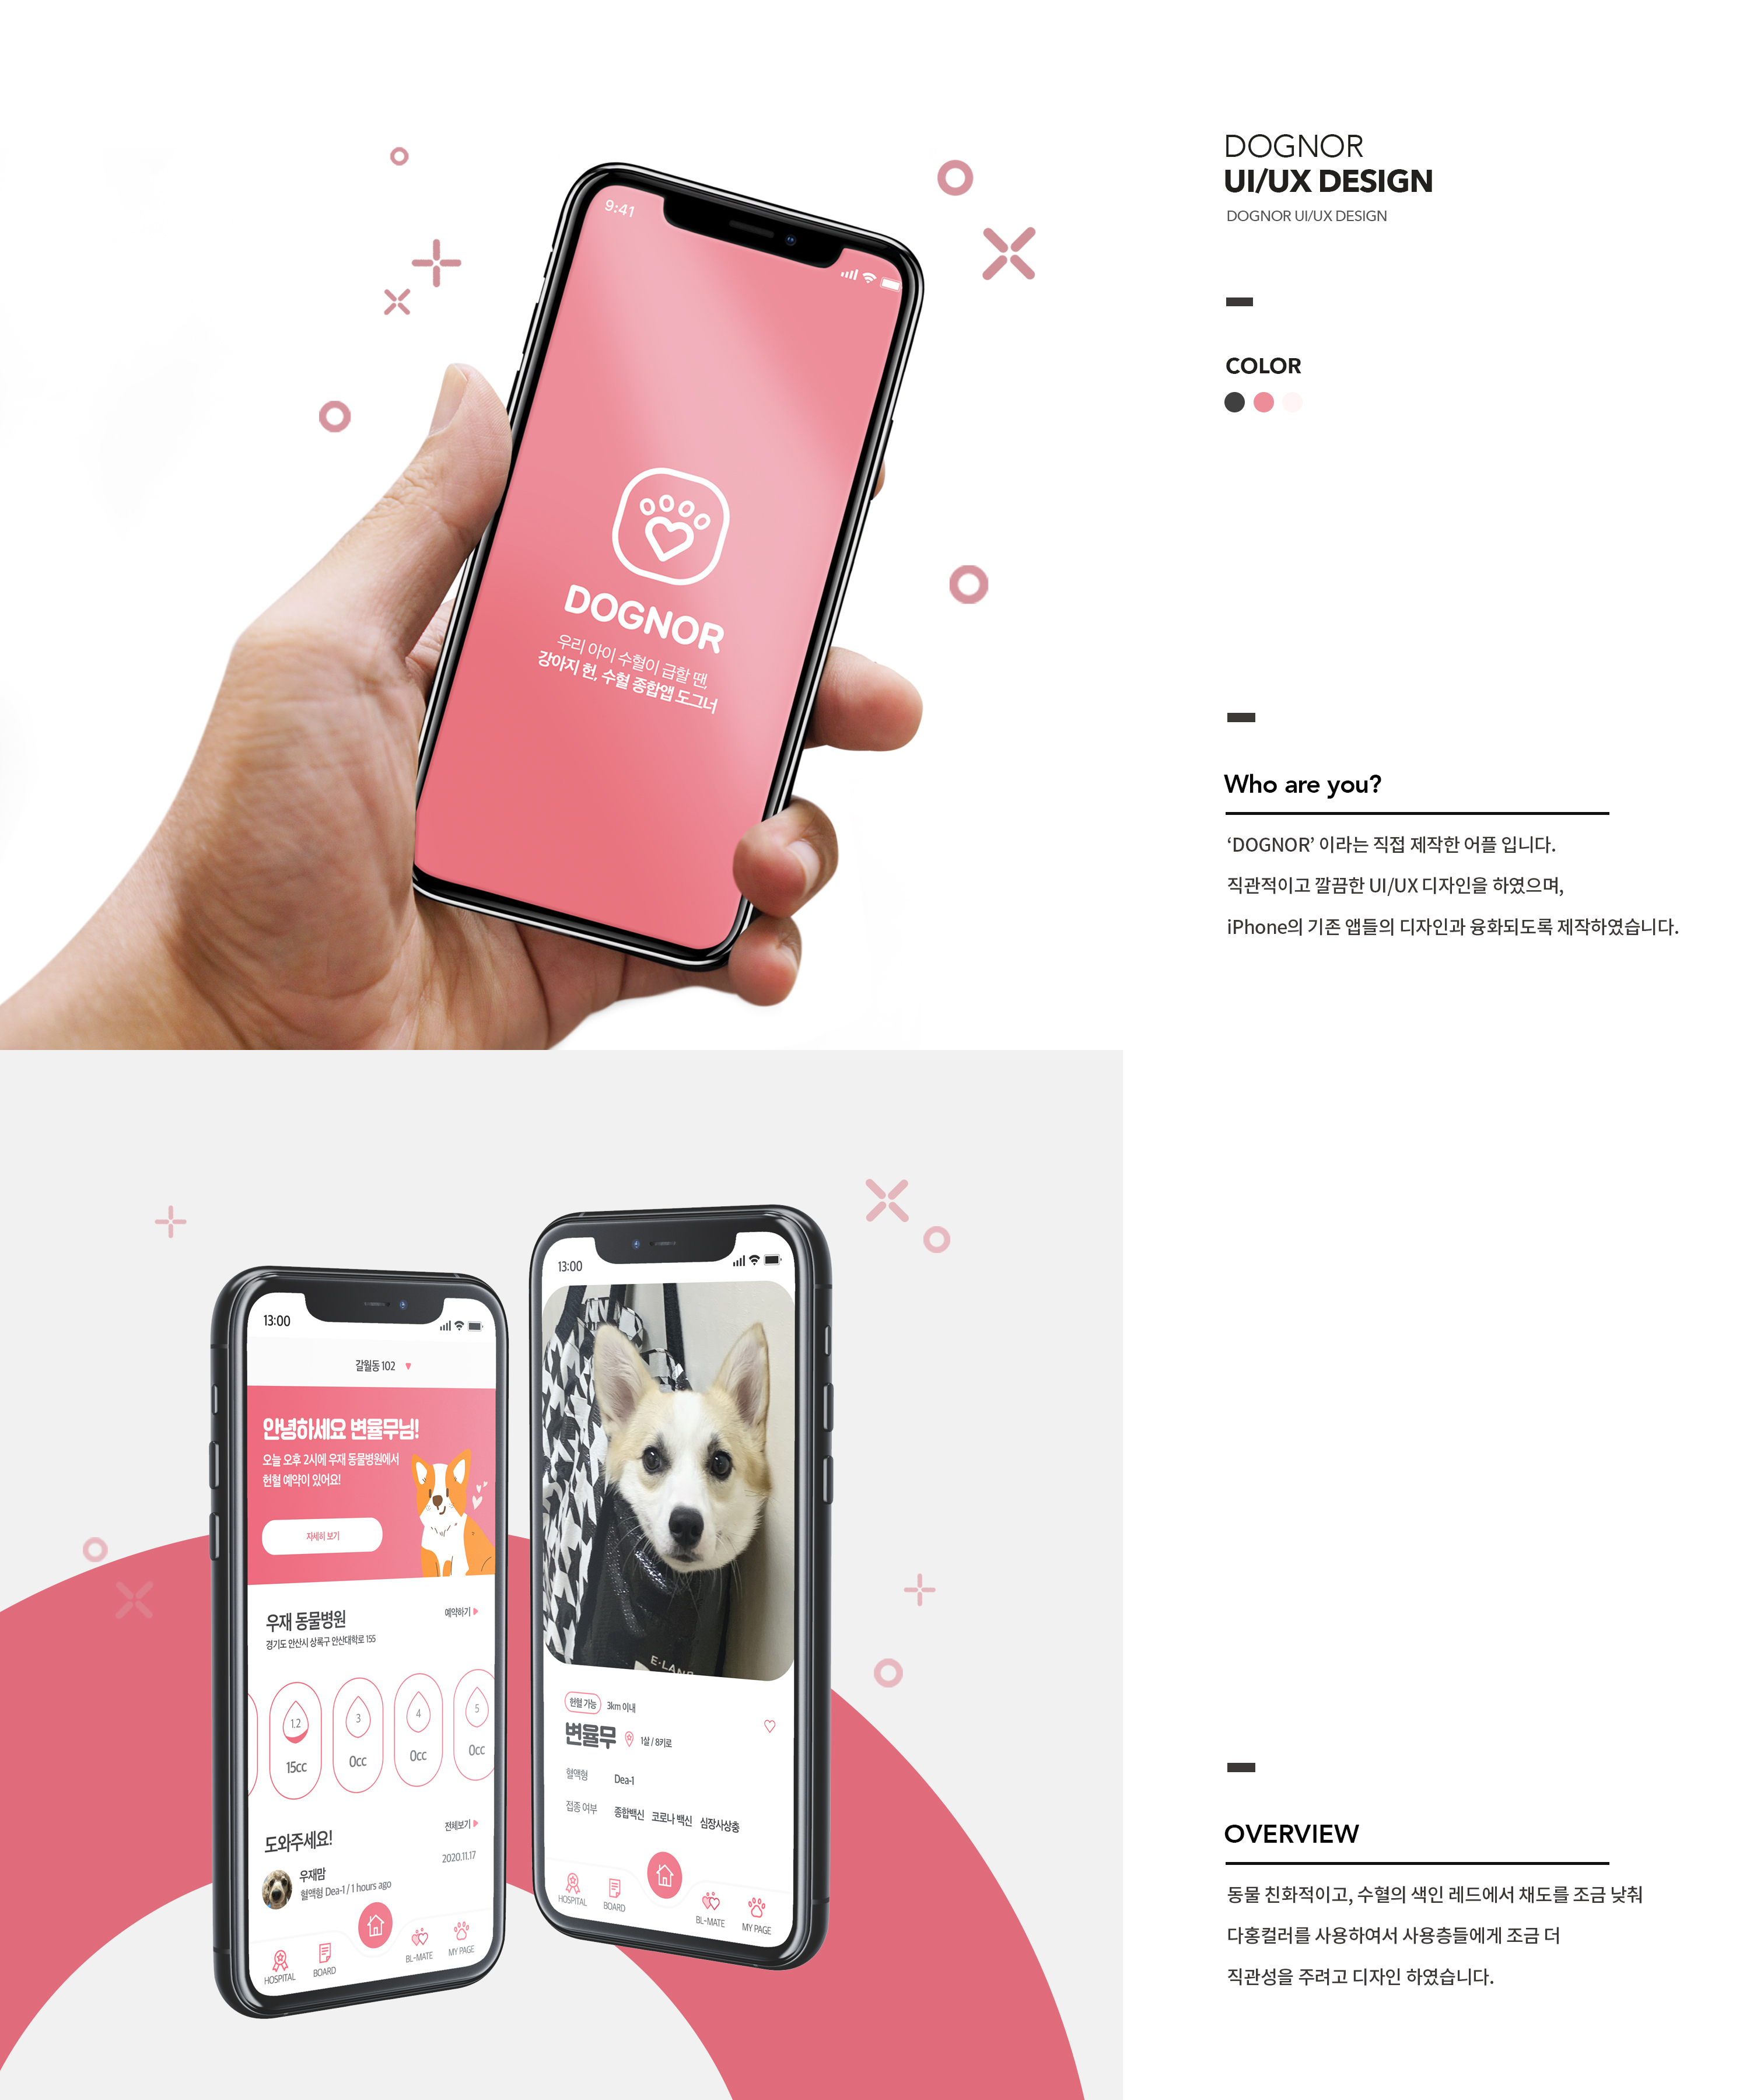 DOGNOR
UI/UX DESIGN
DOGNOR UI/UX DESIGN
COLOR
9:41
DOGNOR
우리 아이 수혈이 급할 땐,
강아지 헌, 수혈 종합앱 도그너
Who are you?
‘DOGNOR’ 이라는 직접 제작한 어플 입니다.
직관적이고 깔끔한 UI/UX 디자인을 하였으며,
iPhone의 기존 앱들의 디자인과 융화되도록 제작하였습니다.
13:00
갈월동 102
안녕하세요 변율무님!
오늘 오후 2시에 우재 동물병원에서
헌혈 예약이 있어요!
자세히 보기
우재 동물병원
예약하기
경기도 안산시 상록구 안산대학로 155
1.2
3
4
5
15cc
0cc
0cc
0cc
도와주세요!
전체보기
우재맘
2020.11.17
혈액형 Dea-1 / 1 hours ago
HOSPITAL
BOARD
BL-MATE
MY PAGE
13:00
E·LAND
헌혈 가능
3km 이내
변율무
1살 / 8키로
혈액형
Dea-1
접종 여부
종합백신 코로나 백신 심장사상충
HOSPITAL
BOARD
BL-MATE
MY PAGE
OVERVIEW
동물 친화적이고, 수혈의 색인 레드에서 채도를 조금 낮춰
다홍컬러를 사용하여서 사용층들에게 조금 더
직관성을 주려고 디자인 하였습니다.